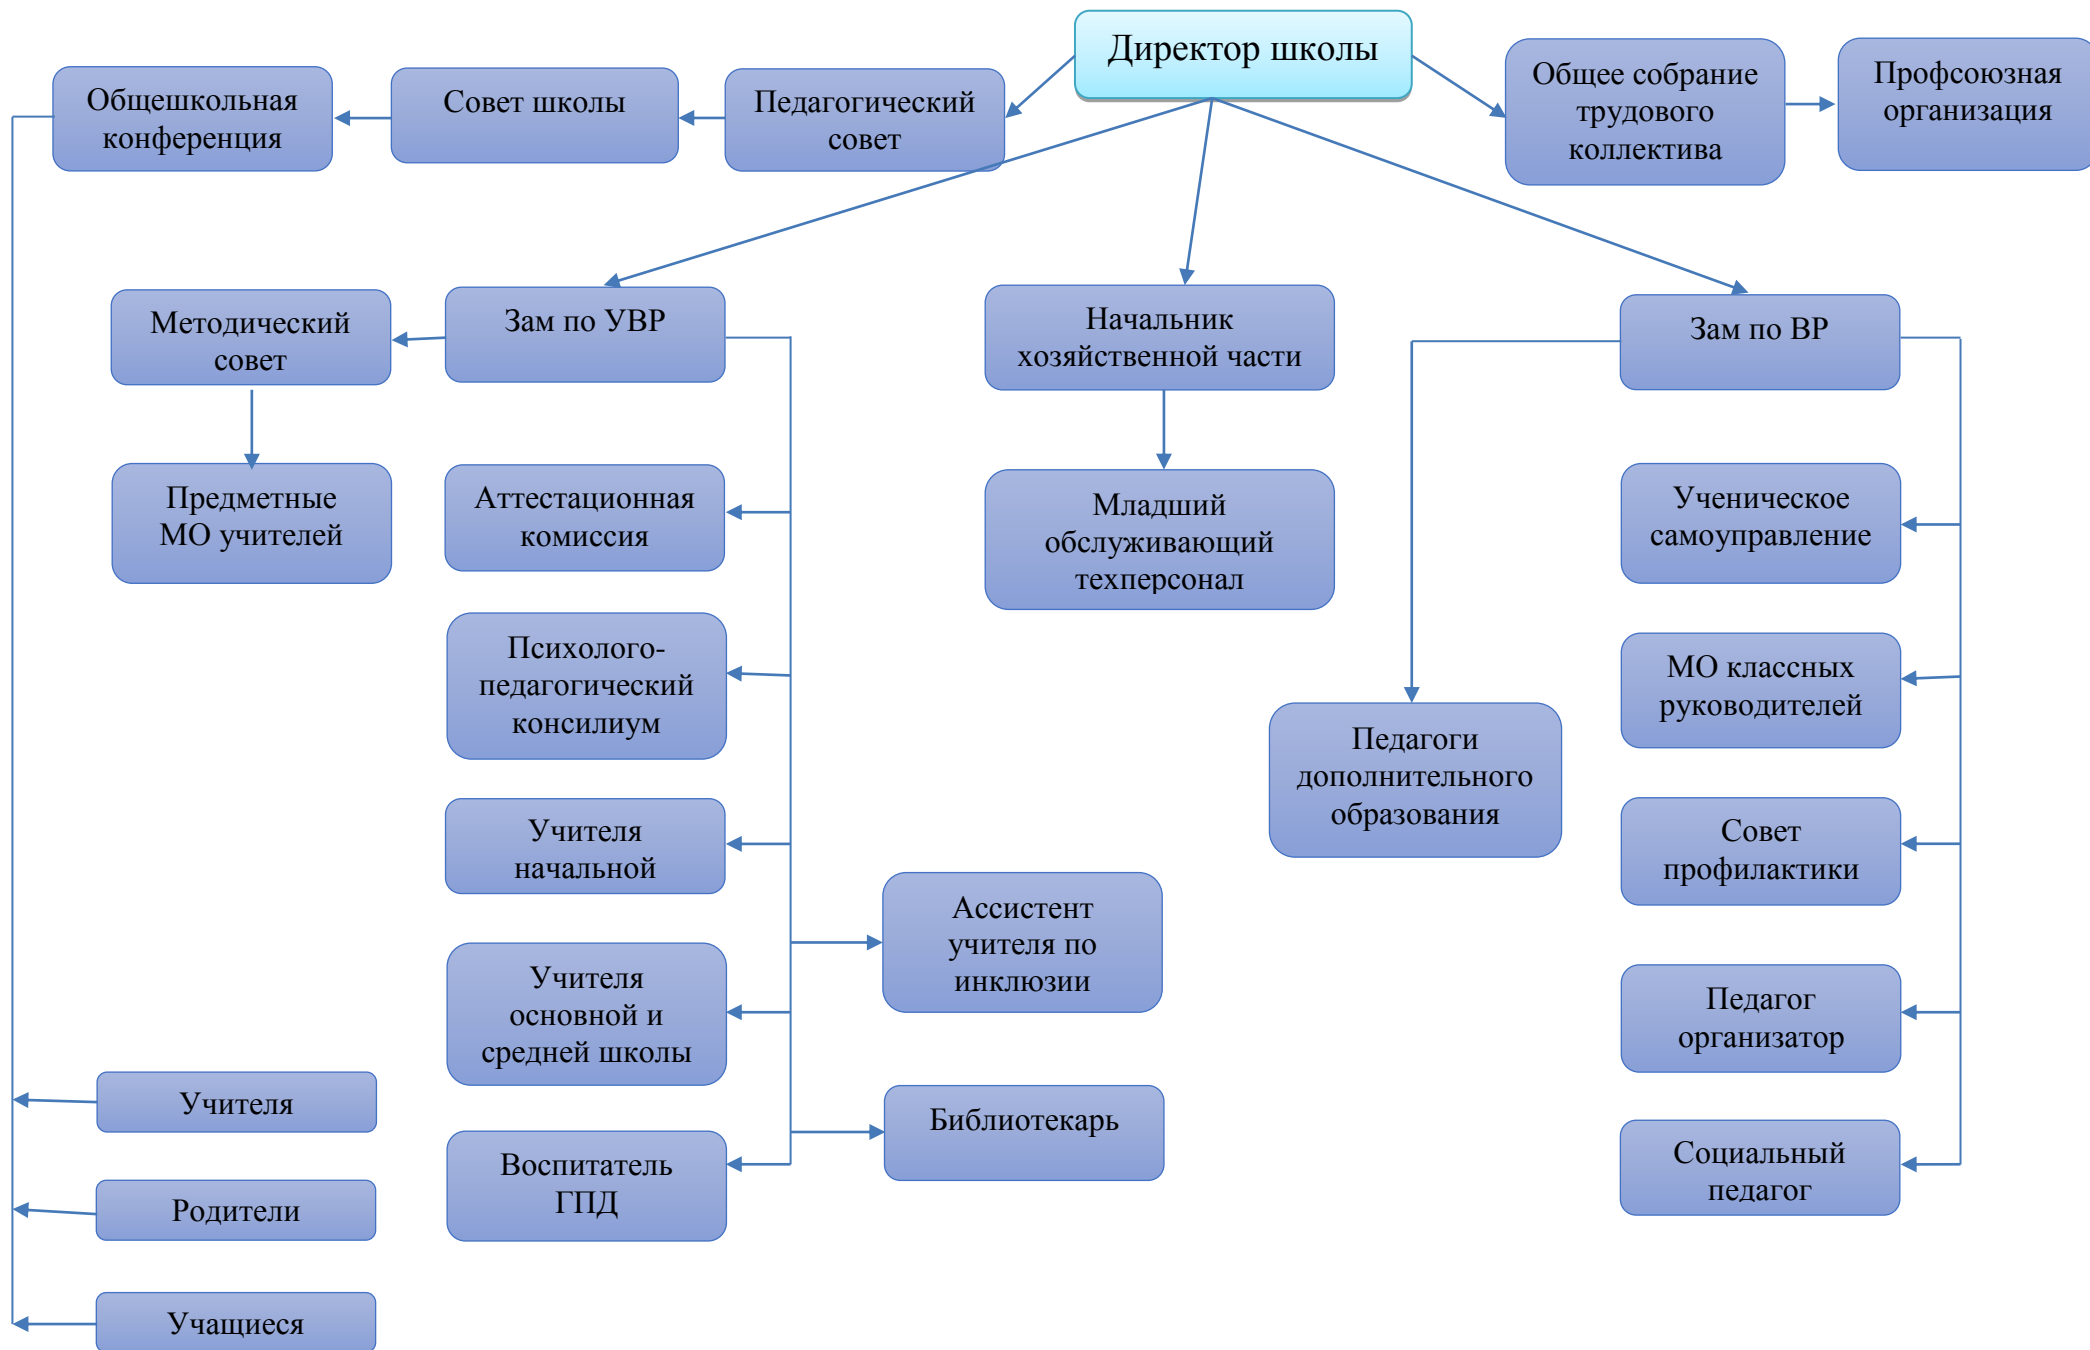 Директор школы
Общешкольная
конференция
Совет школы
Педагогический
совет
Общее собрание
трудового
коллектива
Профсоюзная
организация
Методический
совет
Зам по УВР
Начальник
хозяйственной части
Зам по ВР
Предметные
МО учителей
Аттестационная
комиссия
Младший
обслуживающий
техперсонал
Ученическое
самоуправление
Психолого-
педагогический
консилиум
МО классных
руководителей
Педагоги
дополнительного
образования
Учителя
начальной
Совет
профилактики
Ассистент
учителя по
инклюзии
Учителя
основной и
средней школы
Педагог
организатор
Учителя
Библиотекарь
Воспитатель
ГПД
Социальный
педагог
Родители
Учащиеся